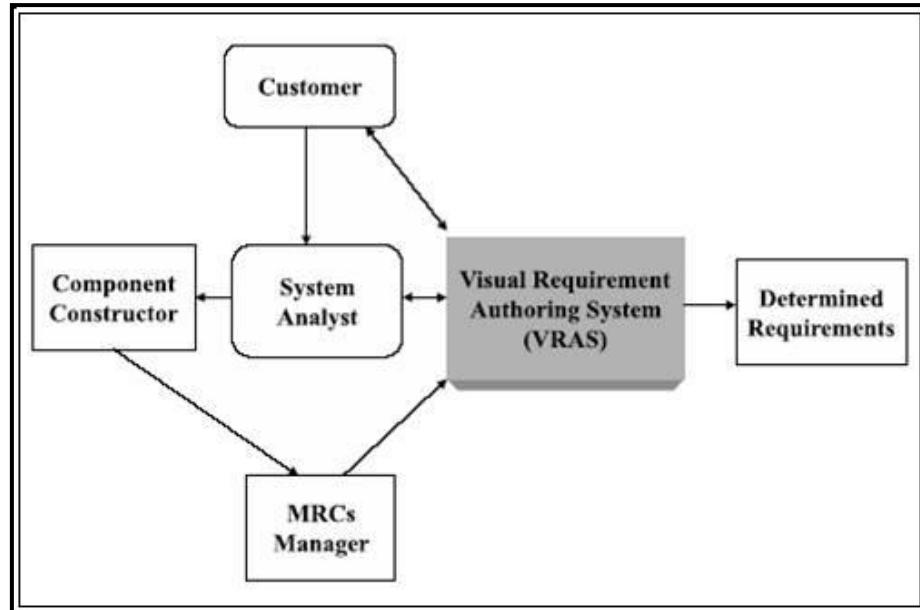 Customer
Component
Constructor
System
Analyst
Visual Requirement
Authoring System
(VRAS)
Determined
Requirements
MRCs
Manager